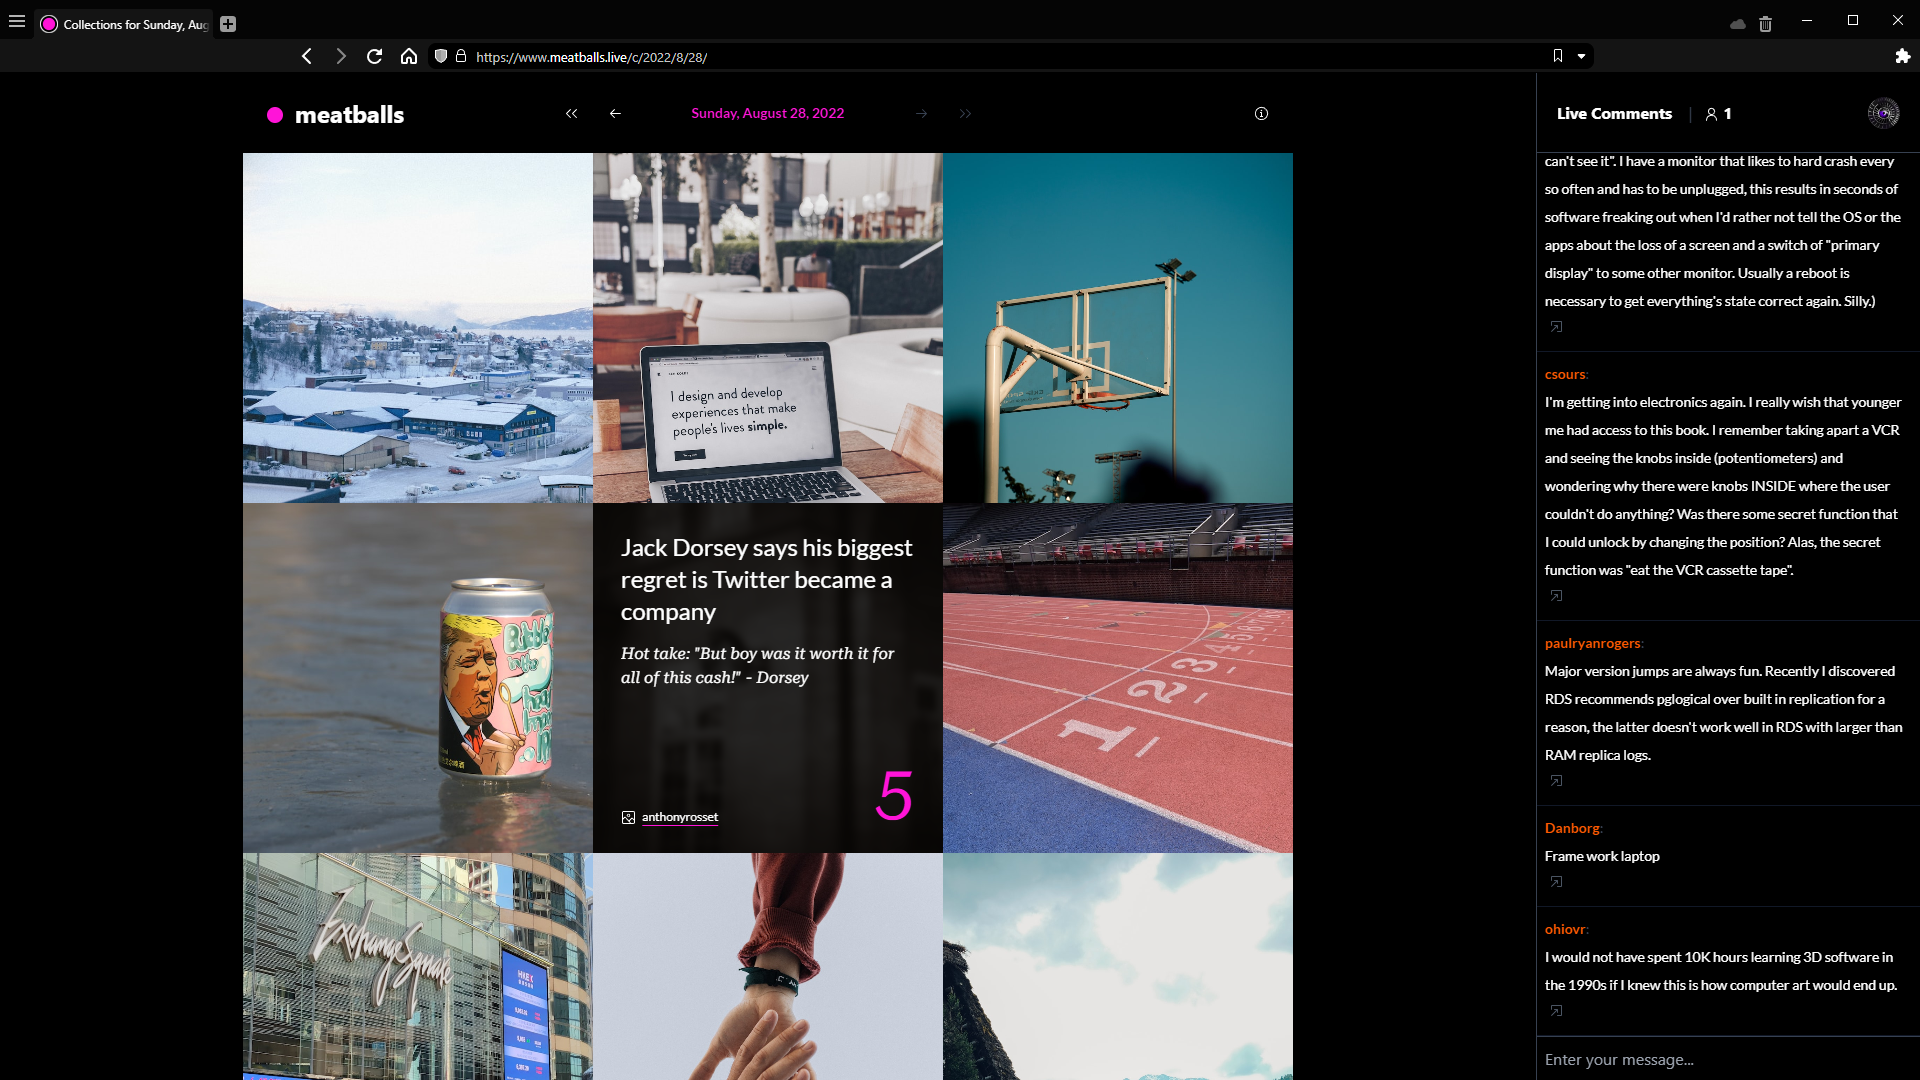 Collections for Sunday, Aug
https://www.meatballs.live/c/2022/8/28/
meatballs
Sunday, August 28, 2022
Live Comments
1
I design and develop
experiences that make
people's lives simple.
Jack Dorsey says his biggest
regret is Twitter became a
company
Hot take: "But boy was it worth it for
all of this cash!" - Dorsey
anthonyrosset
5
1
2
3
4
5
Exchange Square
can't see it". I have a monitor that likes to hard crash every
so often and has to be unplugged, this results in seconds of
software freaking out when I'd rather not tell the OS or the
apps about the loss of a screen and a switch of "primary
display" to some other monitor. Usually a reboot is
necessary to get everything's state correct again. Silly.)
csours:
I'm getting into electronics again. I really wish that younger
me had access to this book. I remember taking apart a VCR
and seeing the knobs inside (potentiometers) and
wondering why there were knobs INSIDE where the user
couldn't do anything? Was there some secret function that
I could unlock by changing the position? Alas, the secret
function was "eat the VCR cassette tape".
paulryanrogers:
Major version jumps are always fun. Recently I discovered
RDS recommends pglogical over built in replication for a
reason, the latter doesn't work well in RDS with larger than
RAM replica logs.
Danborg:
Frame work laptop
ohiovr:
I would not have spent 10K hours learning 3D software in
the 1990s if I knew this is how computer art would end up.
Enter your message...